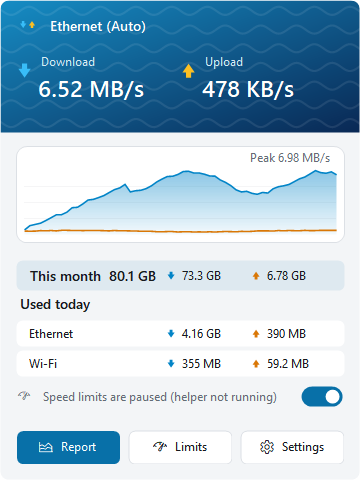 Ethernet (Auto)
Download
Upload
6.52 MB/s
478 KB/s
Peak 6.98 MB/s
This month 80.1 GB 73.3 GB 6.78 GB
Used today
Ethernet 4.16 GB 390 MB
Wi-Fi 355 MB 59.2 MB
Speed limits are paused (helper not running)
Report
Limits
Settings